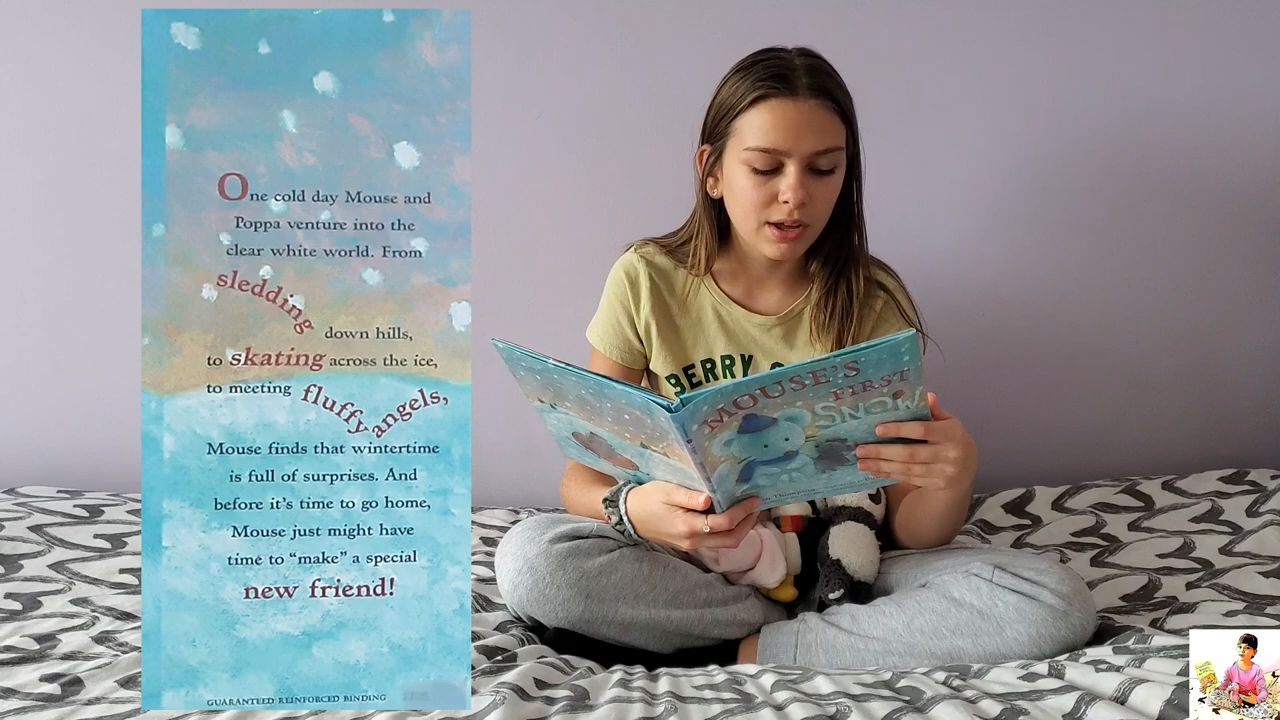 One cold day Mouse and
Poppa venture into the
clear white world. From
sledding
down hills,
to skating across the ice,
to meeting fluffy angels,
Mouse finds that wintertime
is full of surprises. And
before it's time to go home,
Mouse just might have
time to “make” a special
new friend!
GUARANTEED REINFORCED BINDING
BERRY
MOUSE'S
FIRST
SNOW
Thompson